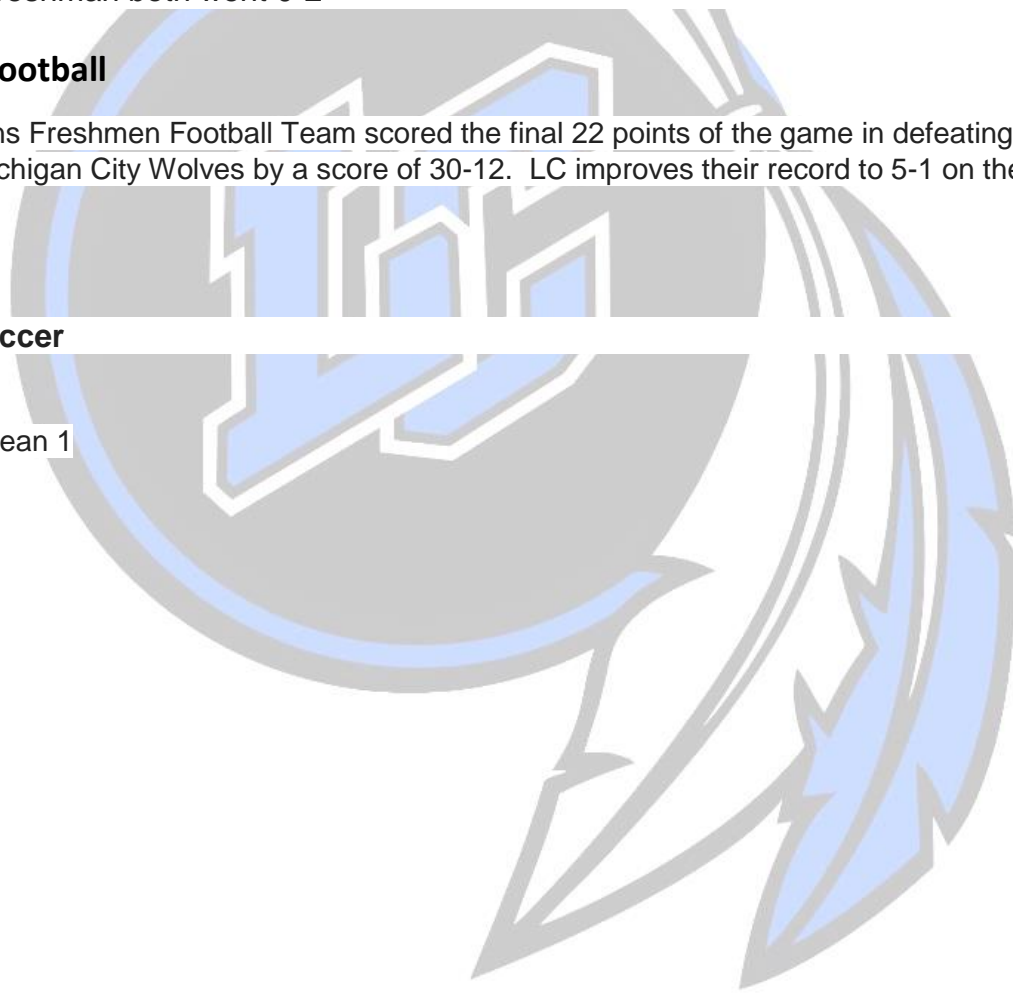 both went 0-2
ootball
ns Freshmen Football Team scored the final 22 points of the game in defeating
chigan City Wolves by a score of 30-12. LC improves their record to 5-1 on the
ccer
ean 1
LC